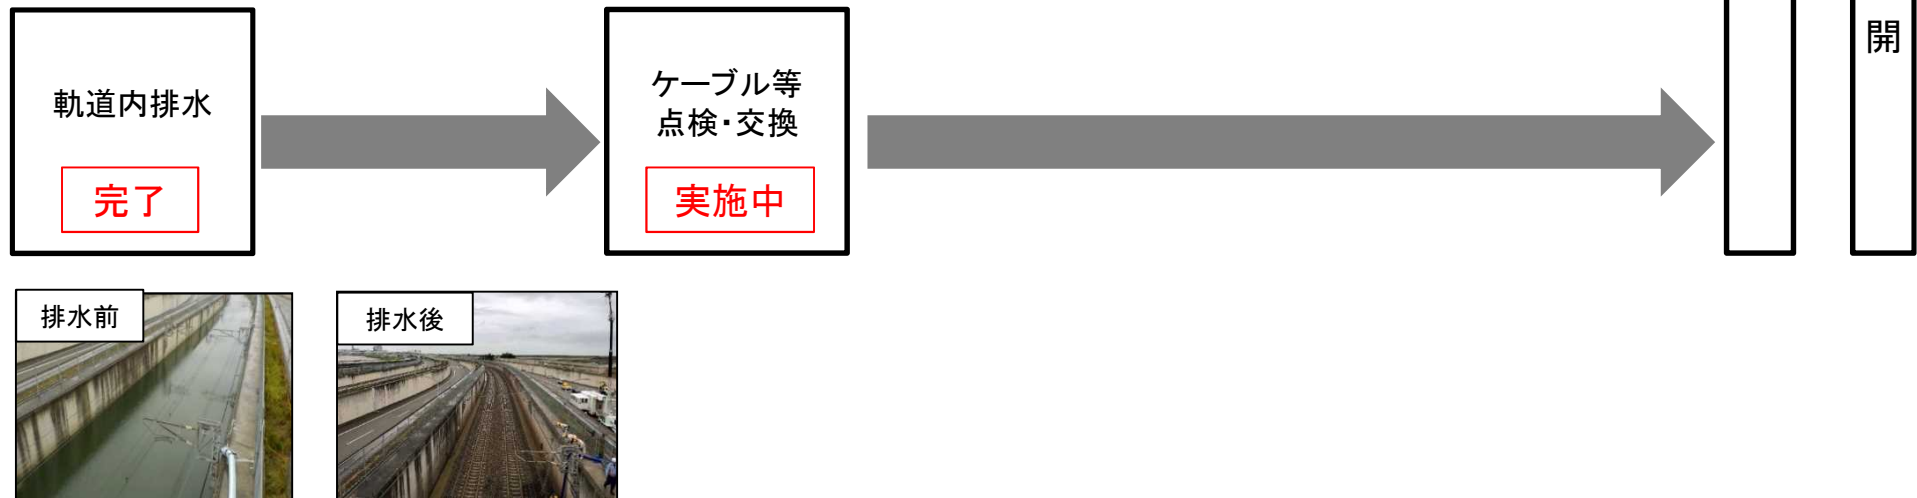 軌道内排水
完了
ケーブル等
点検・交換
実施中
開
排水前
排水後